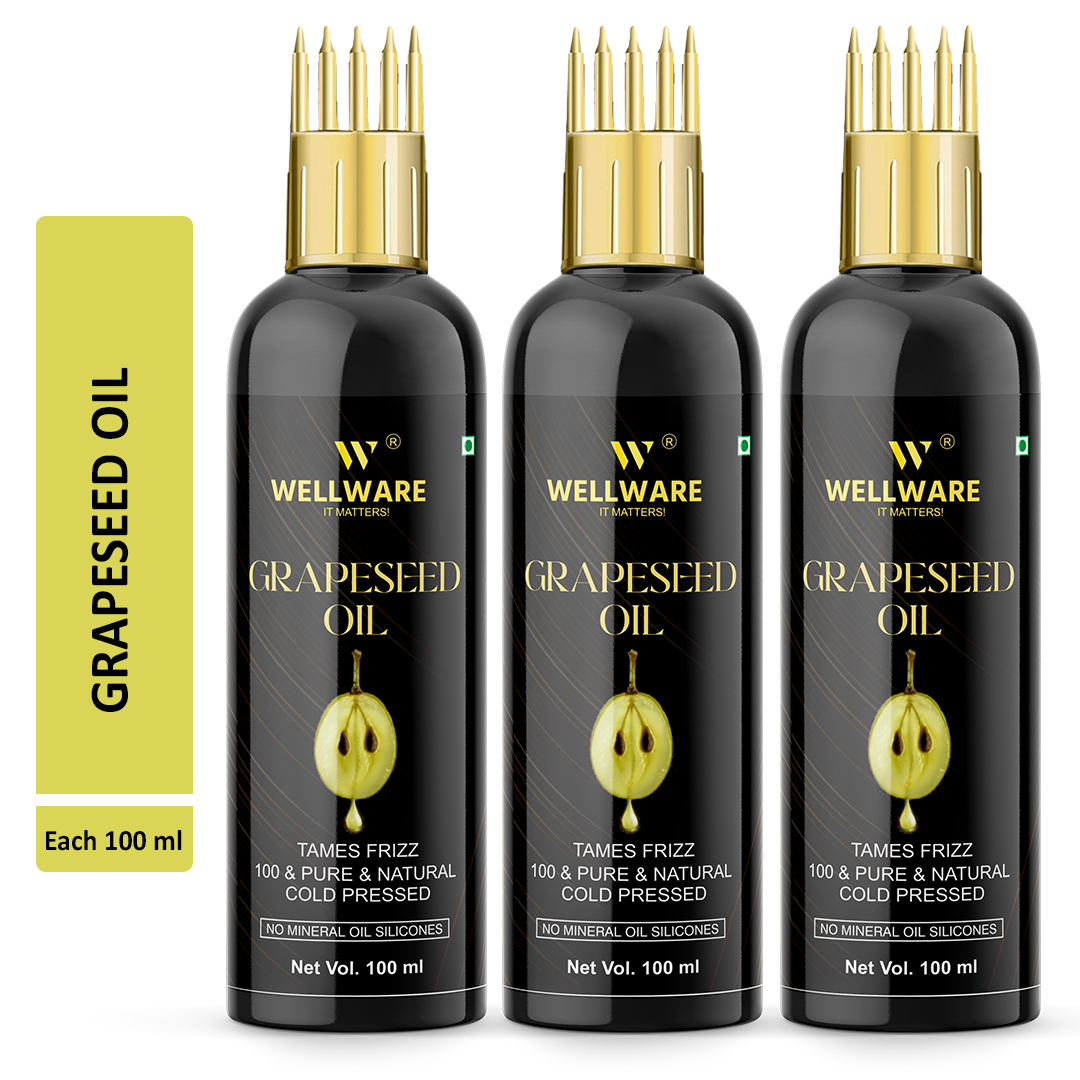 GRAPESEED OIL
Each 100 ml
W ®
WELLWARE
IT MATTERS!
GRAPESEED
OIL
TAMES FRIZZ
100 & PURE & NATURAL
COLD PRESSED
NO MINERAL OIL SILICONES
Net Vol. 100 ml
W ®
WELLWARE
IT MATTERS!
GRAPESEED
OIL
TAMES FRIZZ
100 & PURE & NATURAL
COLD PRESSED
NO MINERAL OIL SILICONES
Net Vol. 100 ml
W ®
WELLWARE
IT MATTERS!
GRAPESEED
OIL
TAMES FRIZZ
100 & PURE & NATURAL
COLD PRESSED
NO MINERAL OIL SILICONES
Net Vol. 100 ml